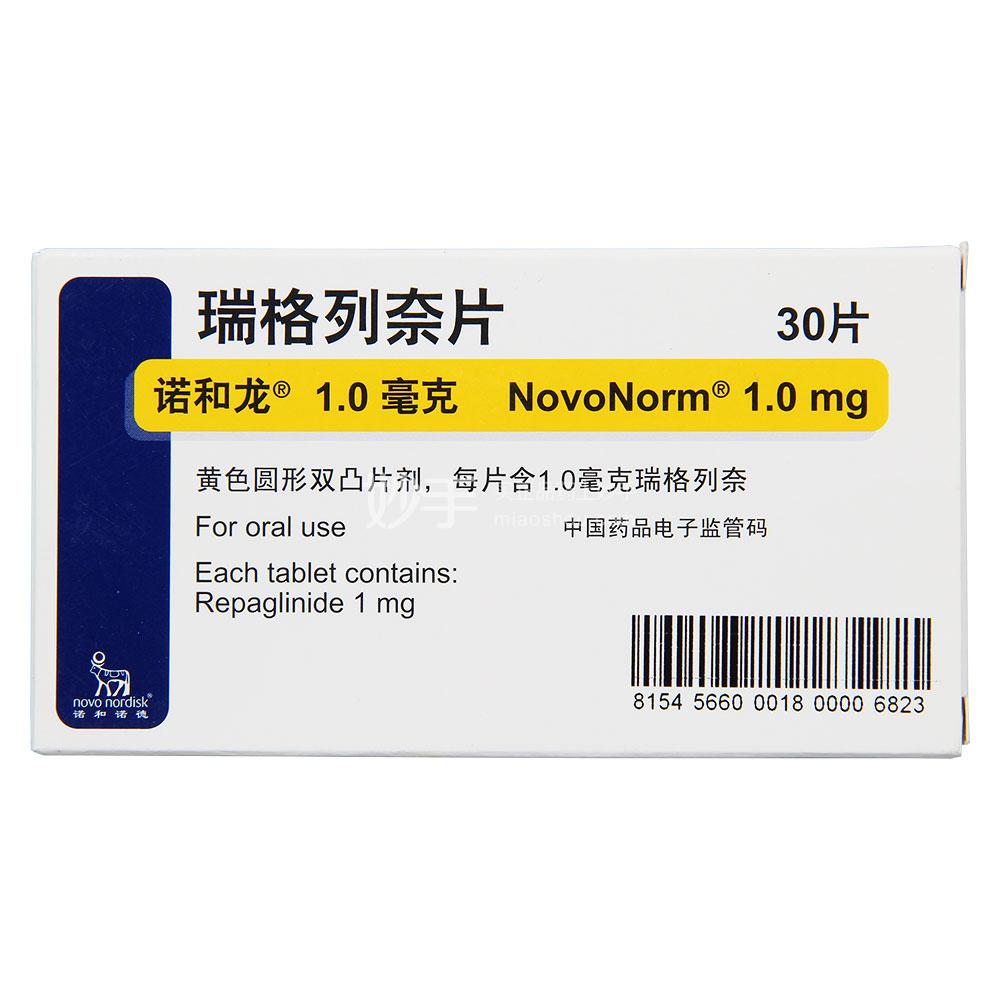 瑞格列奈片
30片
诺和龙® 1.0 毫克 NovoNorm® 1.0 mg
黄色圆形双凸片剂，每片含1.0毫克瑞格列奈
For oral use
中国药品电子监管码
Each tablet contains:
Repaglinide 1 mg
8154 5660 0018 0000 6823
novo nordisk®
诺和诺德
妙手
miaosho